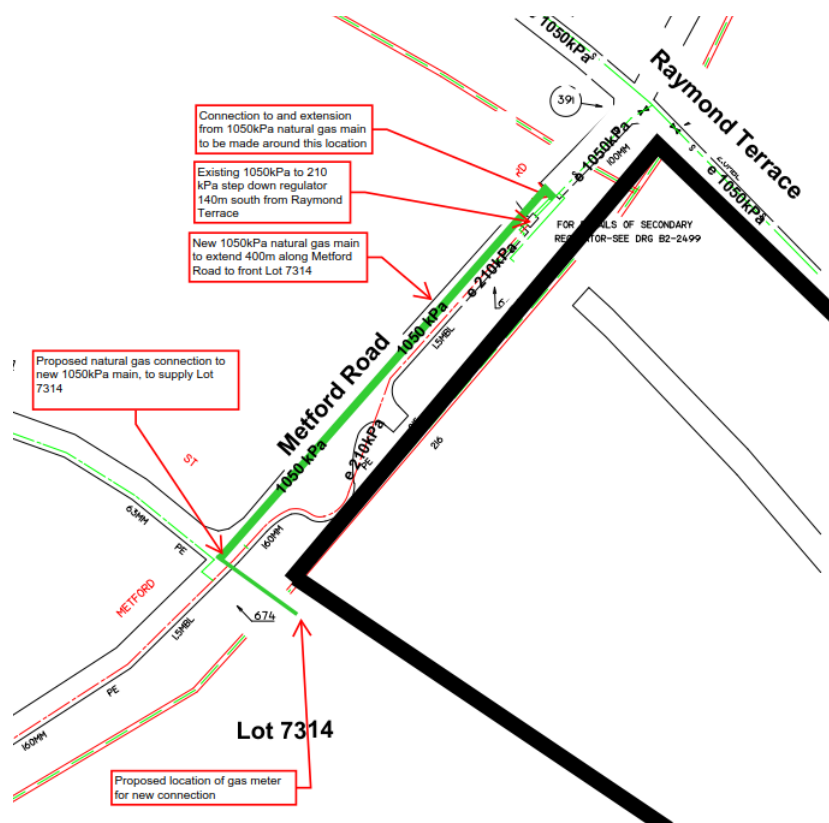 1050kPa
S
Raymond Terrace
391
Connection to and extension
from 1050kPa natural gas main
to be made around this location
e 1050kPa
100MM
S
S
e 1050kPa
RD
Existing 1050kPa to 210
kPa step down regulator
140m south from Raymond
Terrace
FOR
LS OF SECONDARY
RE
TOR-SEE DRG B2-2499
New 1050kPa natural gas main
to extend 400m along Metford
Road to front Lot 7314
e 210kPa
1050 kPa
L5MBL
Proposed natural gas connection to
new 1050kPa main, to supply Lot
7314
Metford Road
216
e 210kPa
PE
1050 kPa
ST
63MM
PE
160MM
METFORD
674
L5MBL
PE
160MM
Lot 7314
Proposed location of gas meter
for new connection